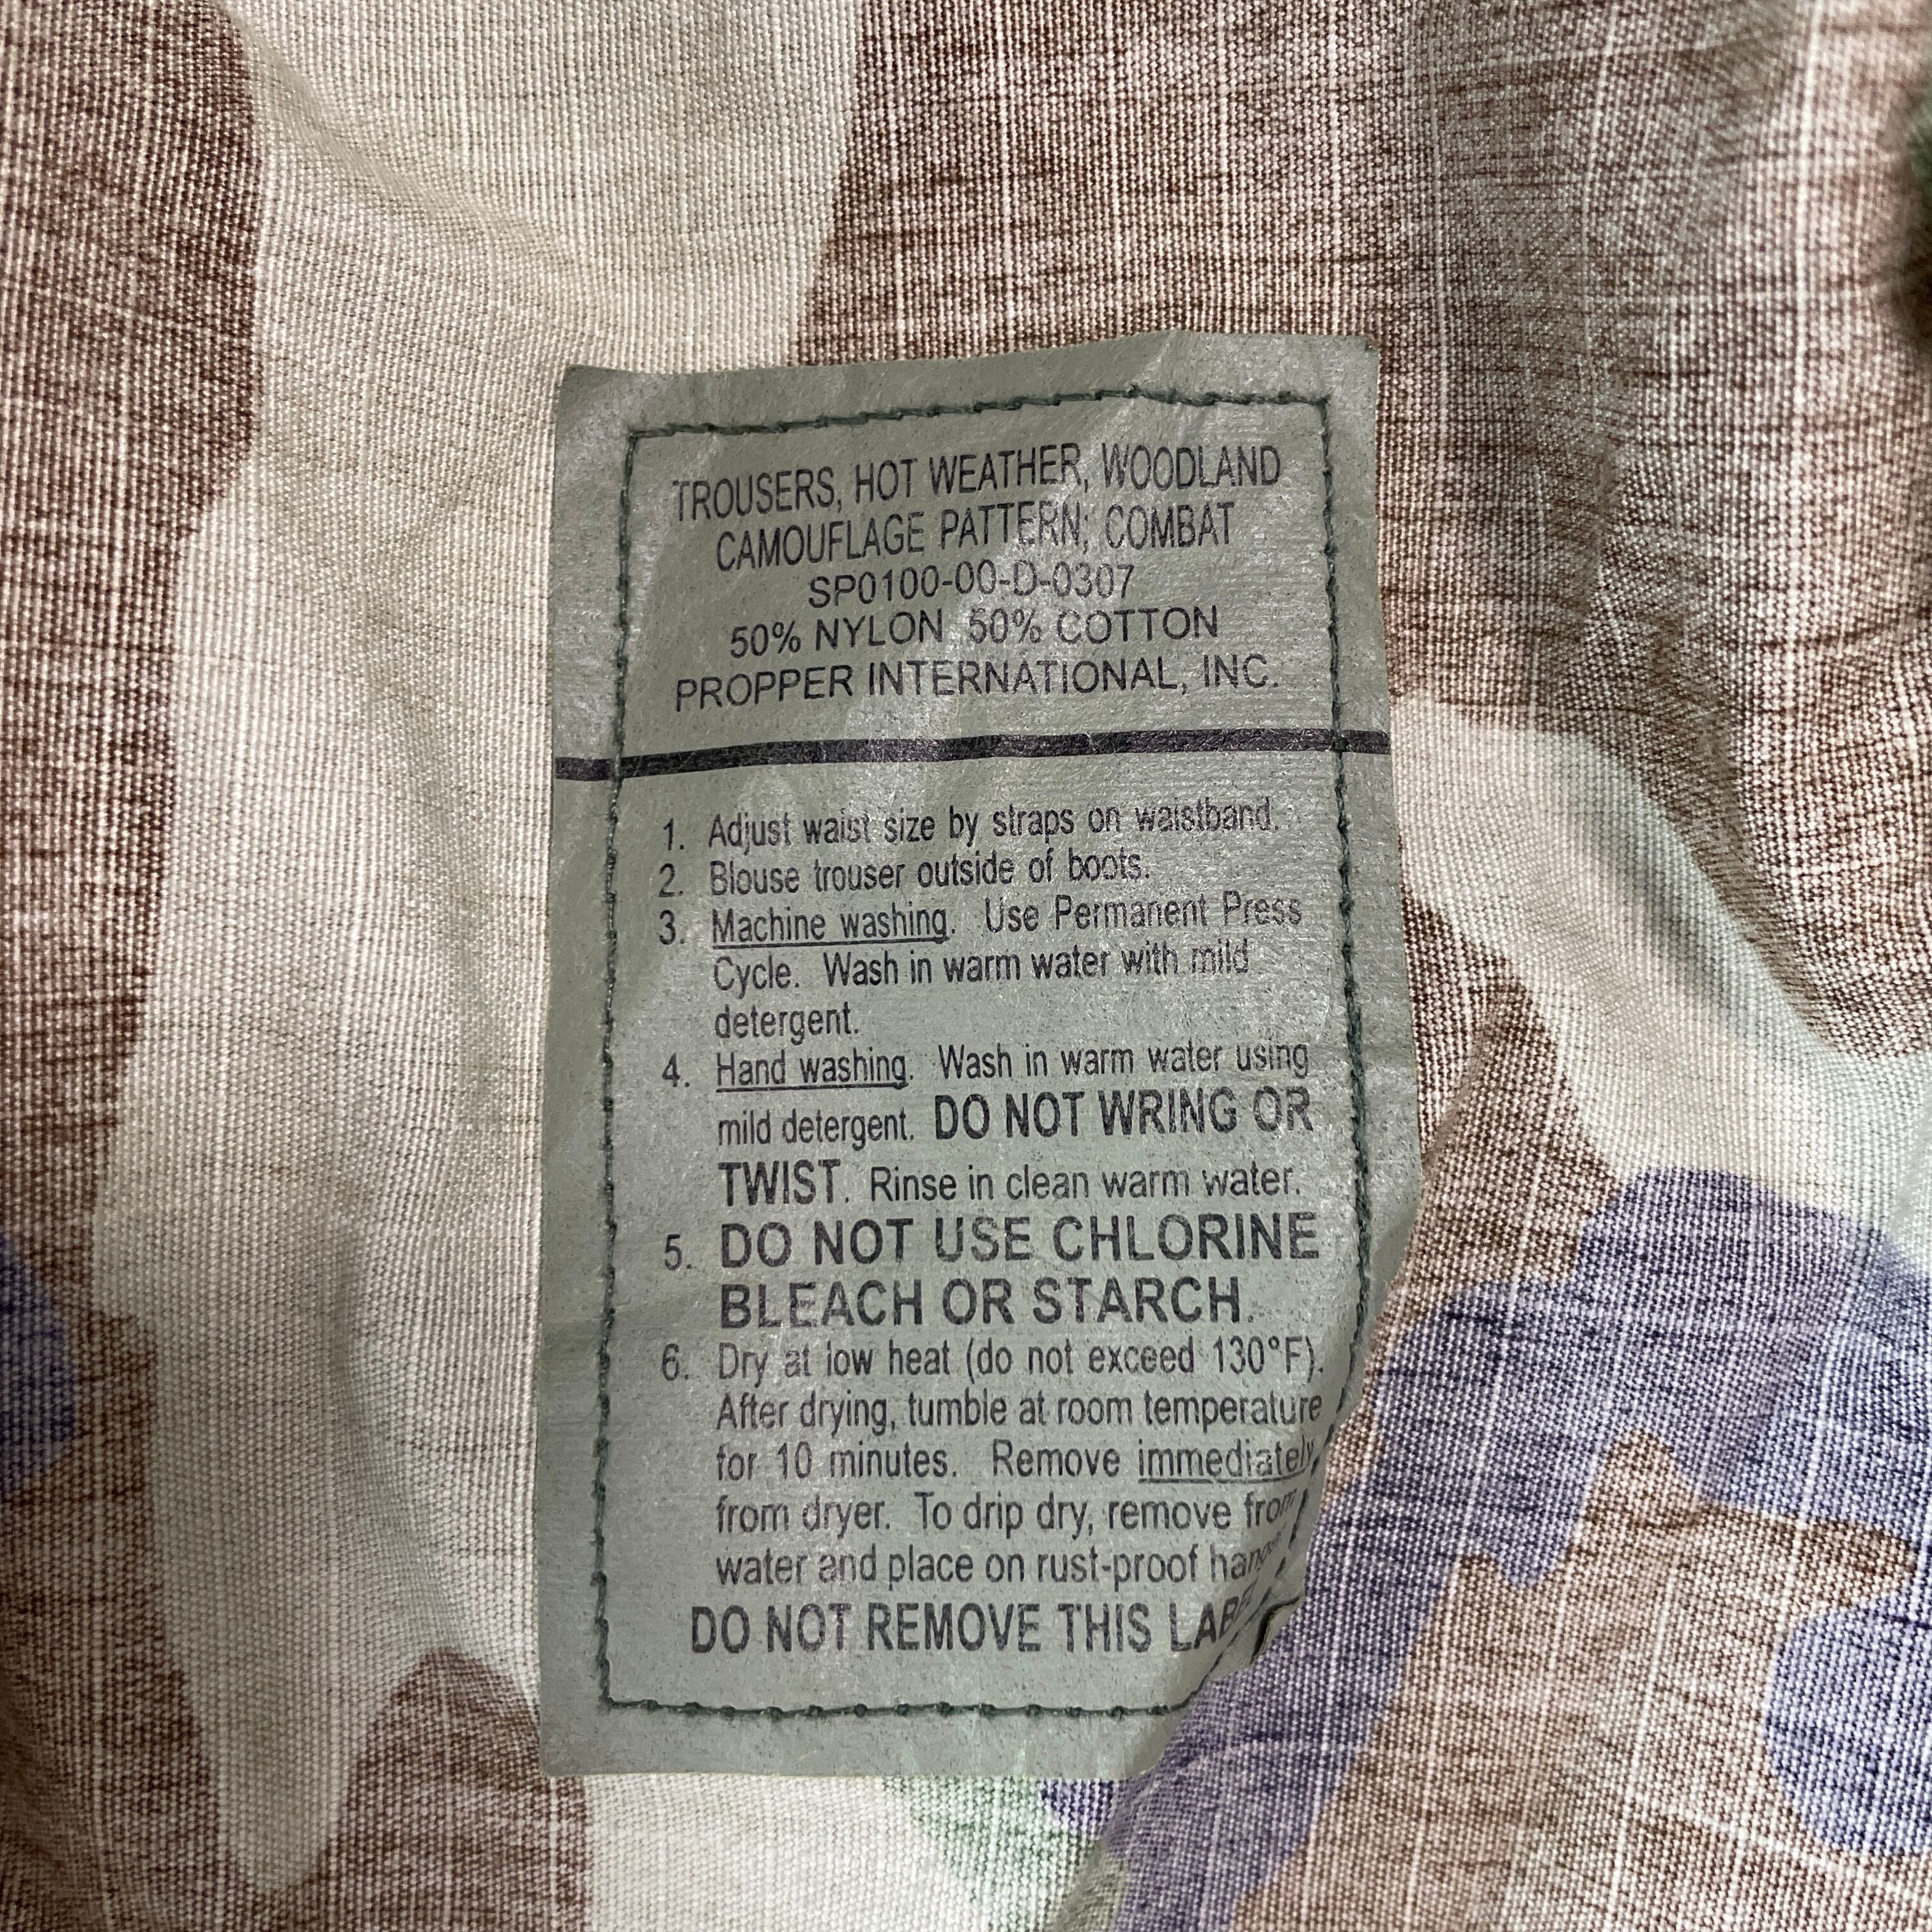 TROUSERS, HOT WEATHER, WOODLAND
CAMOUFLAGE PATTERN; COMBAT
SP0100-00-D-0307
50% NYLON 50% COTTON
PROPPER INTERNATIONAL, INC.
1. Adjust waist size by straps on waistband.
2. Blouse trouser outside of boots.
3. Machine washing. Use Permanent Press
Cycle. Wash in warm water with mild
detergent.
4. Hand washing. Wash in warm water using
mild detergent. DO NOT WRING OR
TWIST. Rinse in clean warm water.
5. DO NOT USE CHLORINE
BLEACH OR STARCH.
6. Dry at low heat (do not exceed 130°F).
After drying, tumble at room temperature
for 10 minutes. Remove immediately
from dryer. To drip dry, remove from
water and place on rust-proof
DO NOT REMOVE THIS LABEL